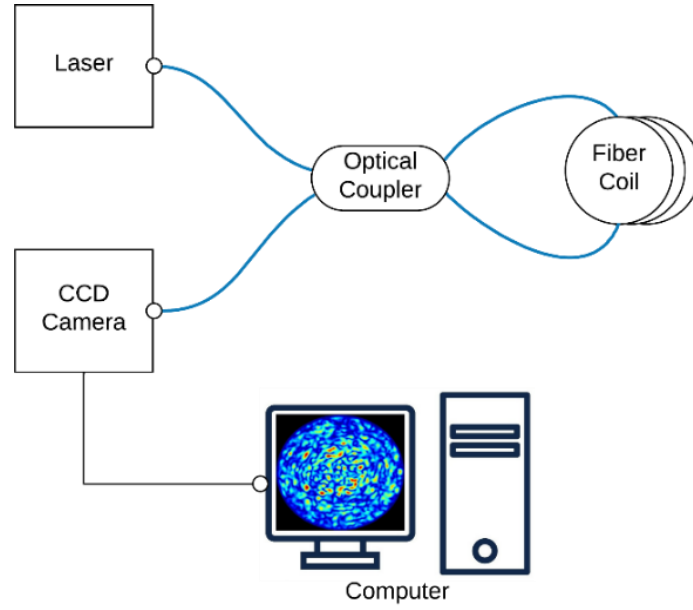 Laser
Optical
Coupler
Fiber
Coil
CCD
Camera
Computer